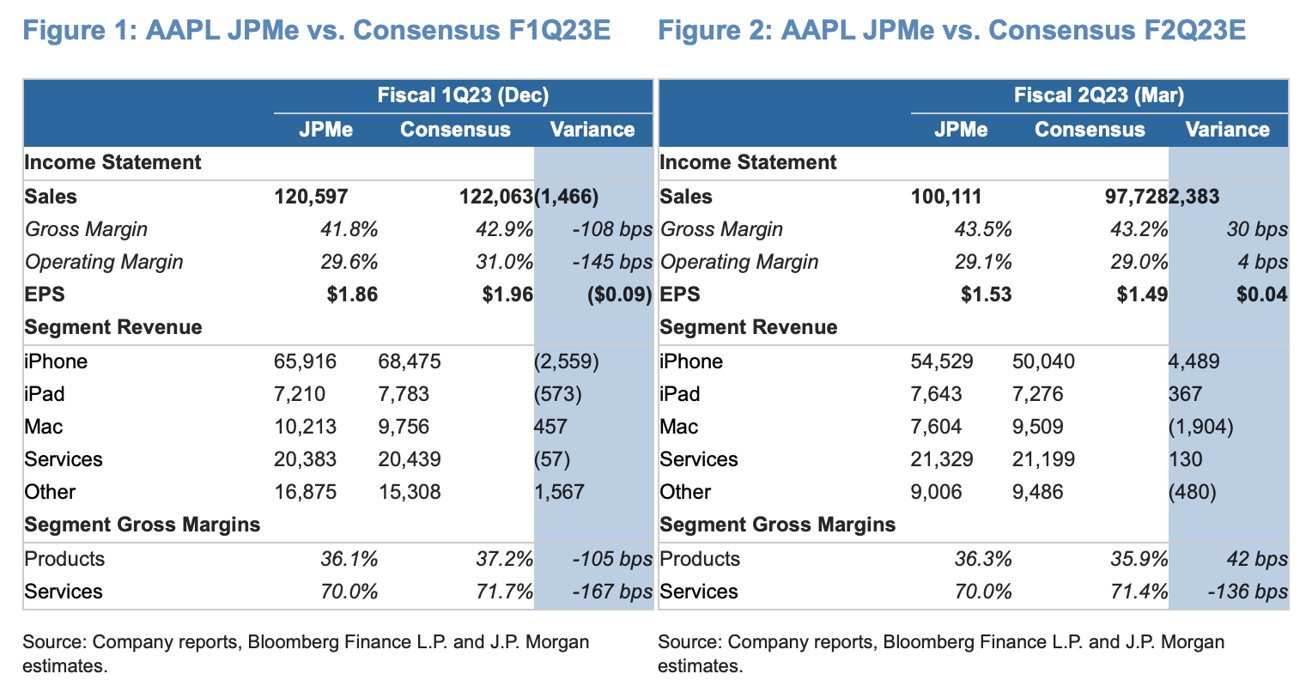 Figure 1: AAPL JPMe vs. Consensus F1Q23E
Fiscal 1Q23 (Dec)
JPMe Consensus Variance
Income Statement
Sales 120,597 122,063 (1,466)
Gross Margin 41.8% 42.9% -108 bps
Operating Margin 29.6% 31.0% -145 bps
EPS $1.86 $1.96 ($0.09)
Segment Revenue
iPhone 65,916 68,475 (2,559)
iPad 7,210 7,783 (573)
Mac 10,213 9,756 457
Services 20,383 20,439 (57)
Other 16,875 15,308 1,567
Segment Gross Margins
Products 36.1% 37.2% -105 bps
Services 70.0% 71.7% -167 bps
Source: Company reports, Bloomberg Finance L.P. and J.P. Morgan
estimates.
Figure 2: AAPL JPMe vs. Consensus F2Q23E
Fiscal 2Q23 (Mar)
JPMe Consensus Variance
Income Statement
Sales 100,111 97,728 2,383
Gross Margin 43.5% 43.2% 30 bps
Operating Margin 29.1% 29.0% 4 bps
EPS $1.53 $1.49 $0.04
Segment Revenue
iPhone 54,529 50,040 4,489
iPad 7,643 7,276 367
Mac 7,604 9,509 (1,904)
Services 21,329 21,199 130
Other 9,006 9,486 (480)
Segment Gross Margins
Products 36.3% 35.9% 42 bps
Services 70.0% 71.4% -136 bps
Source: Company reports, Bloomberg Finance L.P. and J.P. Morgan
estimates.